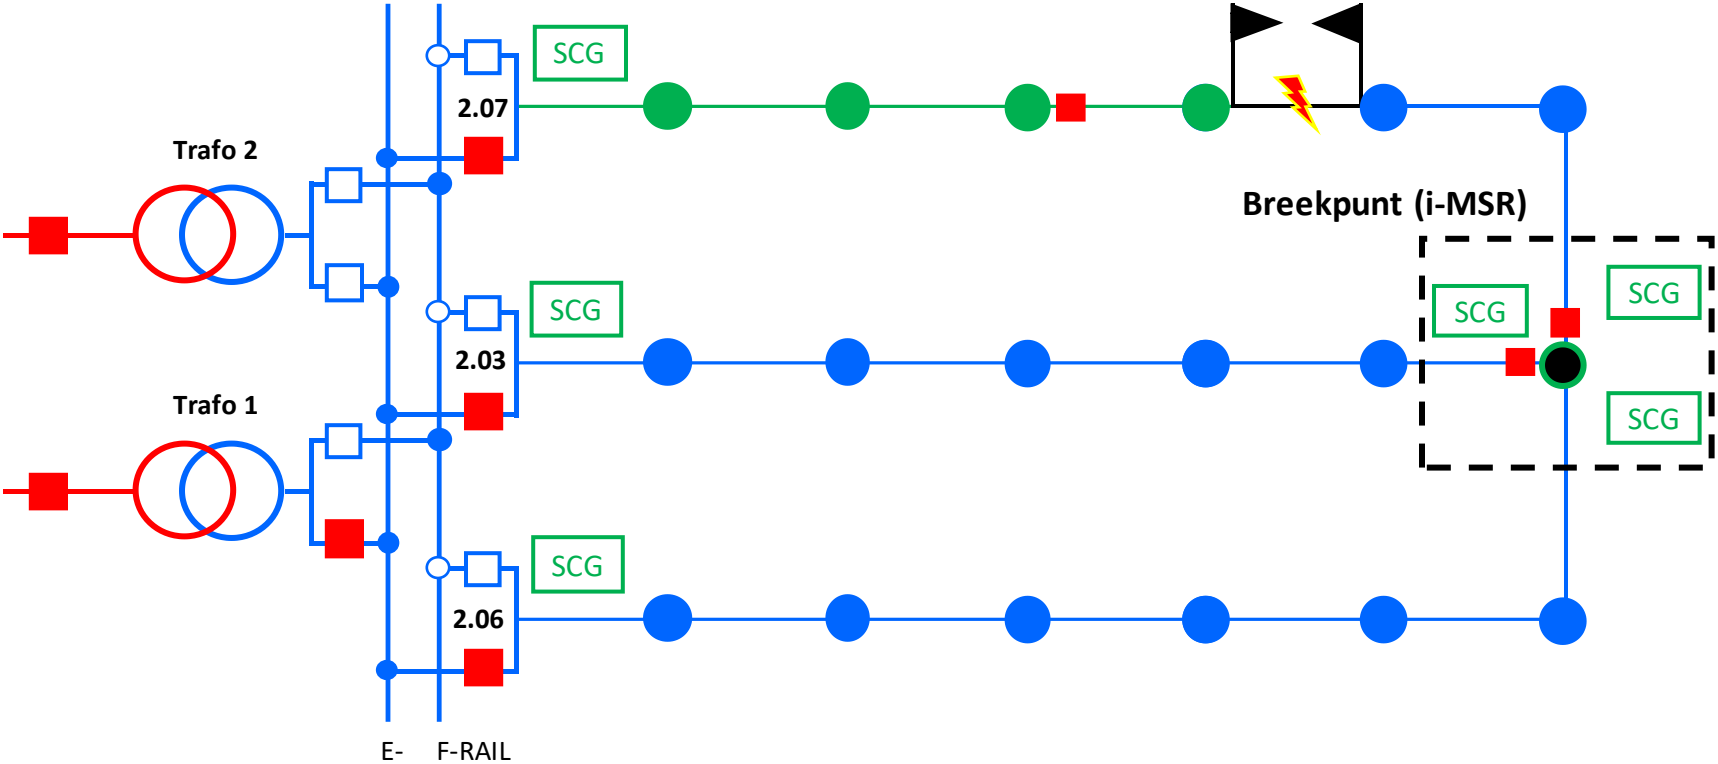 SCG
2.07
Trafo 2
Breekpunt (i-MSR)
SCG
SCG
SCG
2.03
Trafo 1
SCG
SCG
2.06
E-
F-RAIL